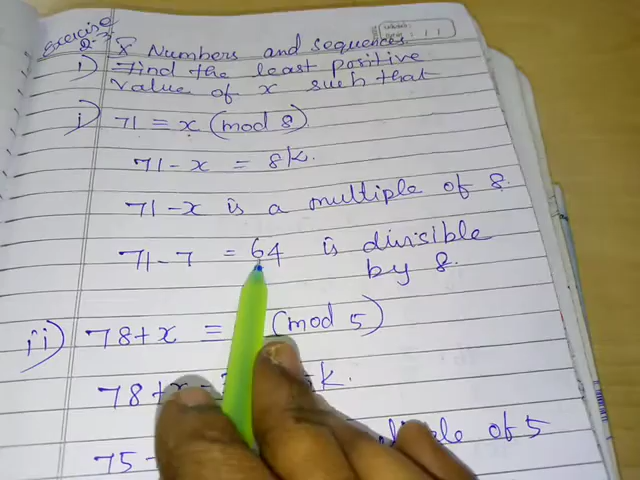 Exercise 2.3
8 Numbers and sequences.
1) Find the least positive
value of x such that
i) 71 ≡ x (mod 8)
71 - x = 8k.
71 - x is a multiple of 8.
71 - 7 = 64 is divisible
by 8.
ii) 78 + x ≡ (mod 5)
78 + x - k.
75 of 5